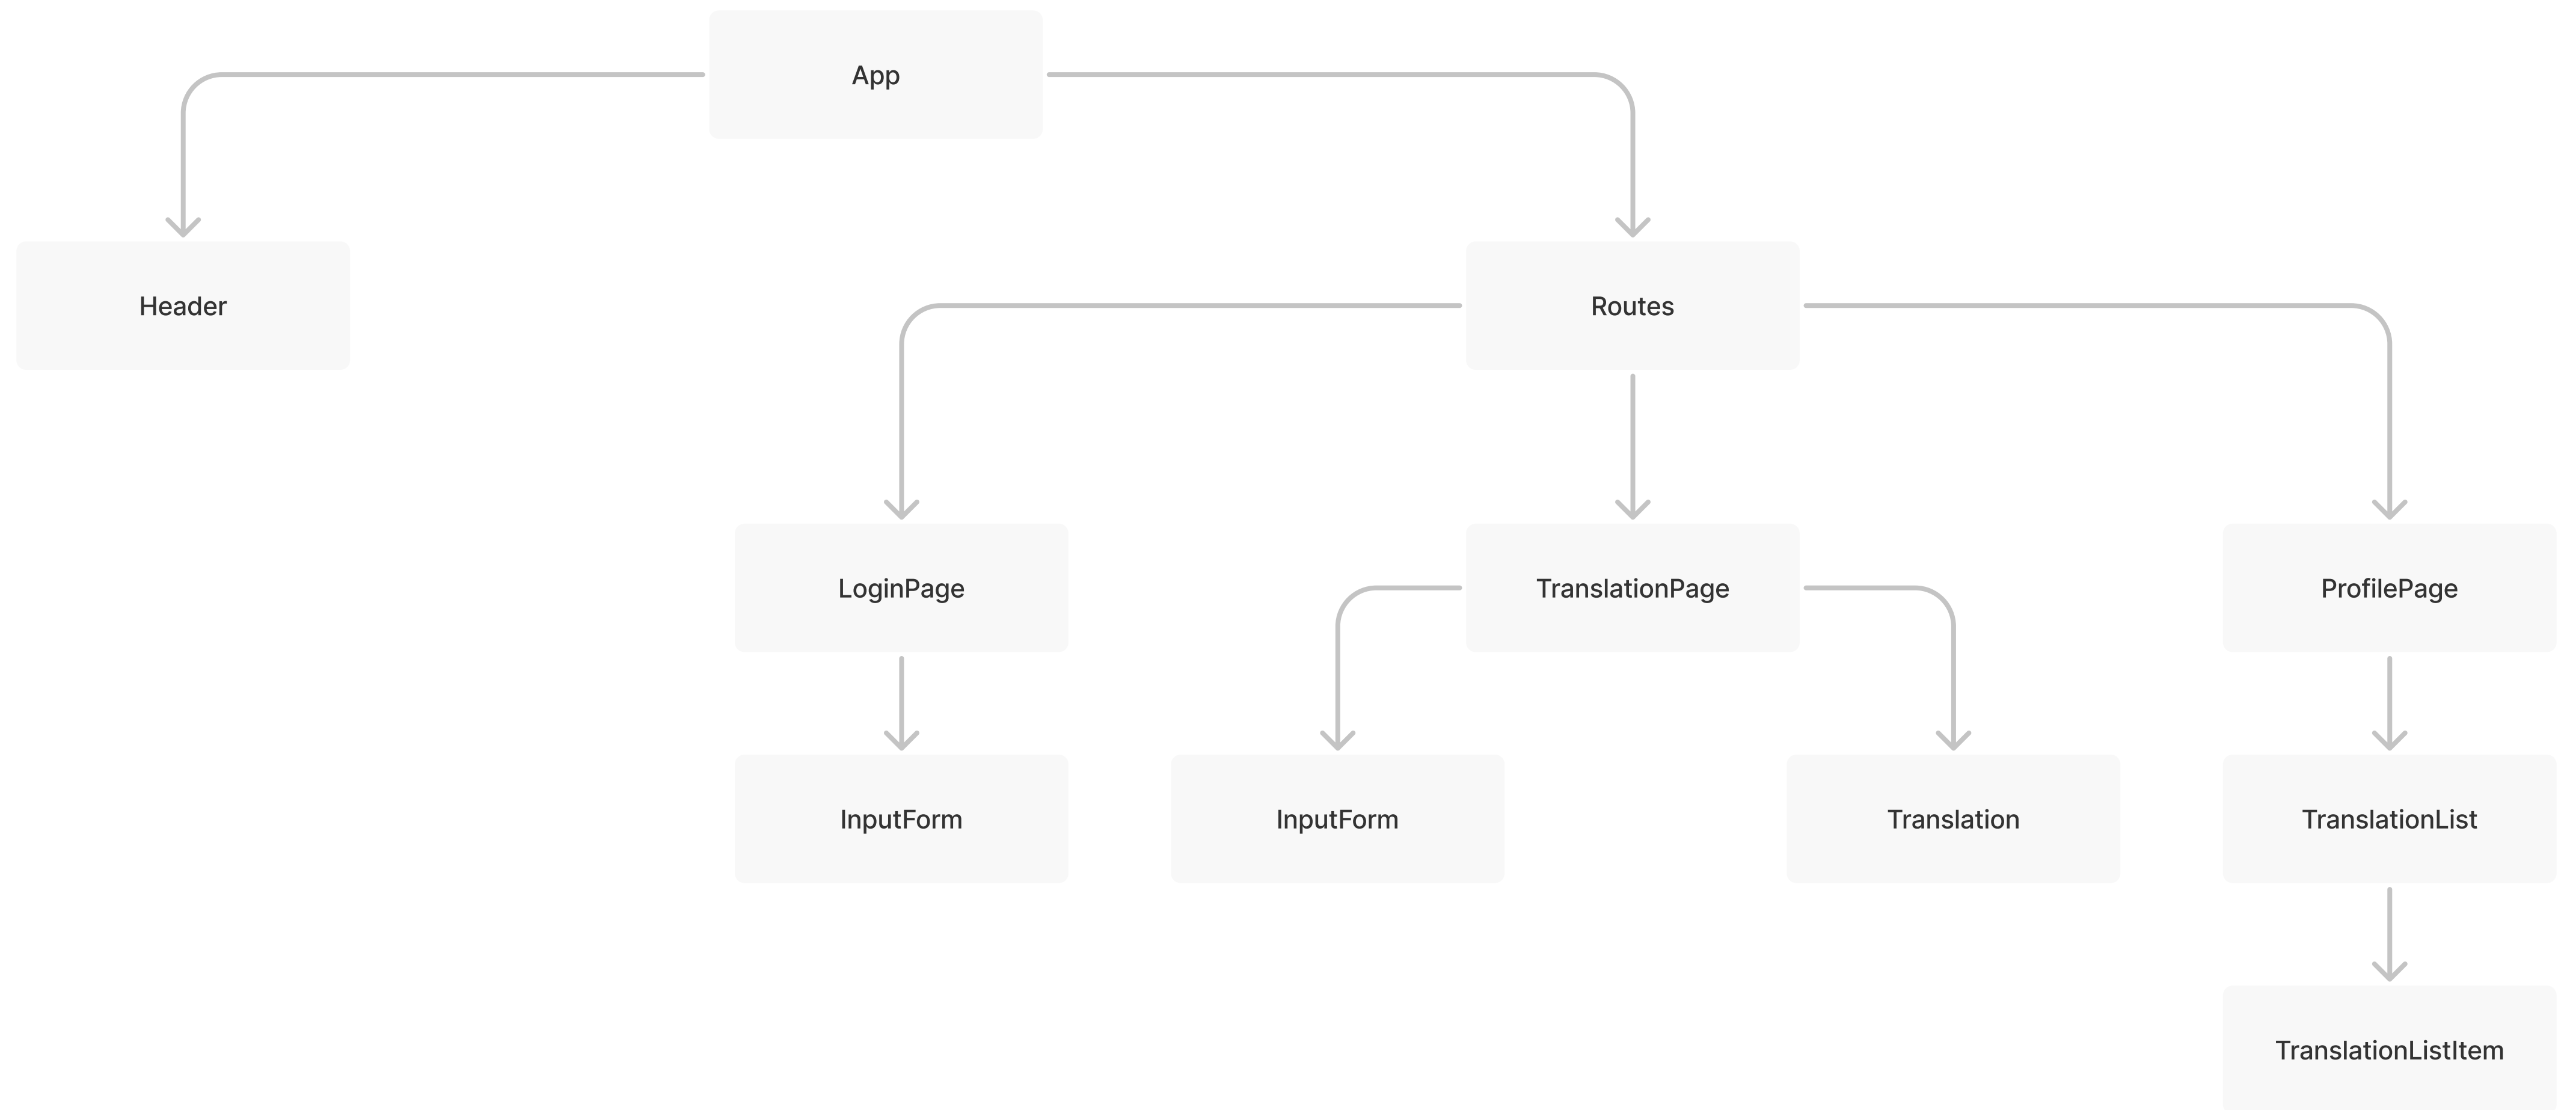 App
Header
Routes
LoginPage
TranslationPage
ProfilePage
InputForm
InputForm
Translation
TranslationList
TranslationListItem